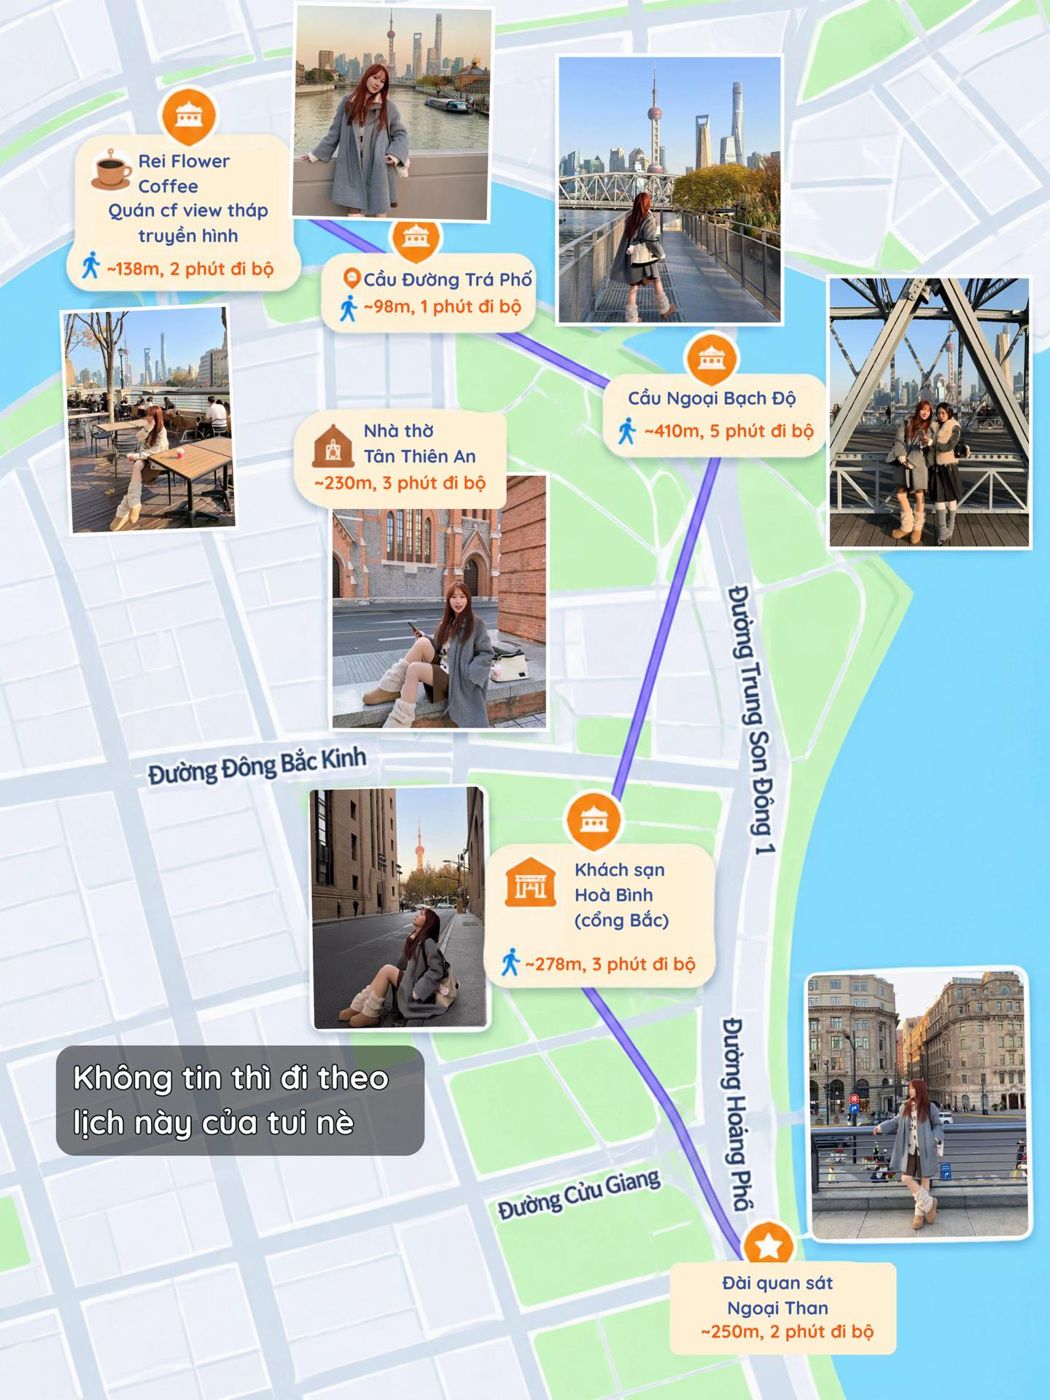 Rei Flower
Coffee
Quán cf view tháp
truyền hình
~138m, 2 phút đi bộ
Cầu Đường Trá Phố
~98m, 1 phút đi bộ
Cầu Ngoại Bạch Độ
~410m, 5 phút đi bộ
Nhà thờ
Tân Thiên An
~230m, 3 phút đi bộ
Đường Trung Sơn Đông 1
Đường Đông Bắc Kinh
Khách sạn
Hoà Bình
(cổng Bắc)
~278m, 3 phút đi bộ
Không tin thì đi theo
lịch này của tui nè
Đường Hoáng Phố
Đường Cửu Giang
Đài quan sát
Ngoại Than
~250m, 2 phút đi bộ